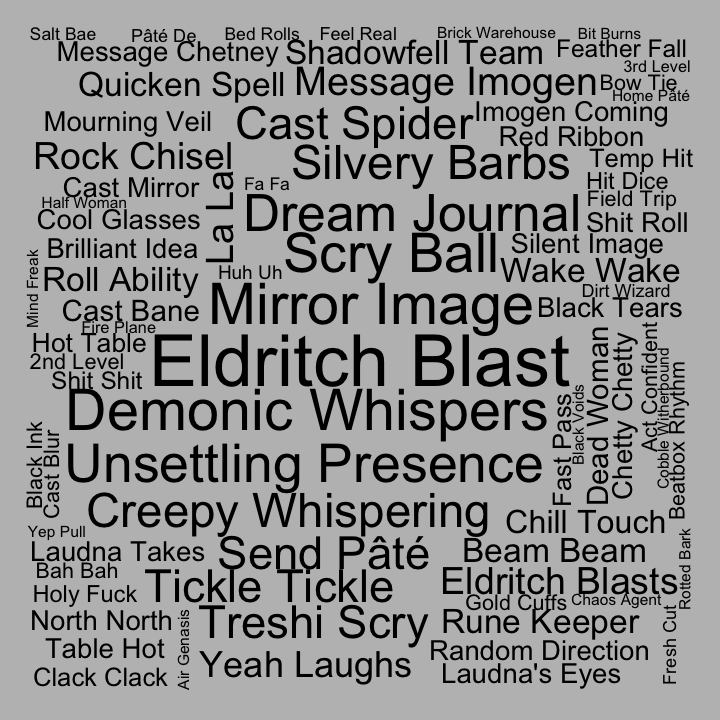 Salt Bae
Pâté De
Bed Rolls
Feel Real
Brick Warehouse
Bit Burns
Message Chetney
Shadowfell Team
Feather Fall
3rd Level
Quicken Spell
Message Imogen
Bow Tie
Home Pâté
Mourning Veil
Cast Spider
Imogen Coming
Red Ribbon
Rock Chisel
Silvery Barbs
Temp Hit
Cast Mirror
La La
Fa Fa
Hit Dice
Half Woman
Dream Journal
Field Trip
Cool Glasses
Shit Roll
Mind Freak
Brilliant Idea
Scry Ball
Silent Image
Roll Ability
Huh Uh
Wake Wake
Dirt Wizard
Cast Bane
Mirror Image
Black Tears
Fire Plane
Hot Table
2nd Level
Eldritch Blast
Shit Shit
Dead Woman
Chetty Chetty
Act Confident
Cobble Witherbound
Beatbox Rhythm
Demonic Whispers
Fast Pass
Black Voids
Black Ink
Cast Blur
Unsettling Presence
Creepy Whispering
Chill Touch
Yep Pull
Laudna Takes
Send Pâté
Beam Beam
Rotted Bark
Bah Bah
Tickle Tickle
Eldritch Blasts
Holy Fuck
Gold Cuffs
Chaos Agent
North North
Air Genasis
Treshi Scry
Rune Keeper
Fresh Cut
Table Hot
Yeah Laughs
Random Direction
Clack Clack
Laudna's Eyes